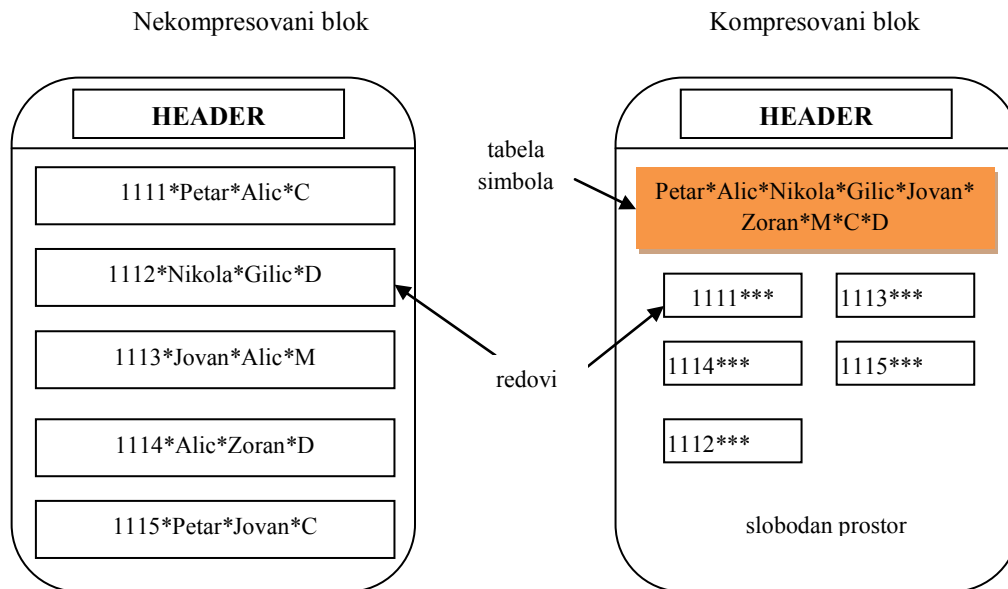 Nekompresovani blok
HEADER
1111*Petar*Alic*C
1112*Nikola*Gilic*D
1113*Jovan*Alic*M
1114*Alic*Zoran*D
1115*Petar*Jovan*C
tabela
simbola
redovi
Kompresovani blok
HEADER
Petar*Alic*Nikola*Gilic*Jovan*
Zoran*M*C*D
1111***
1113***
1114***
1115***
1112***
slobodan prostor